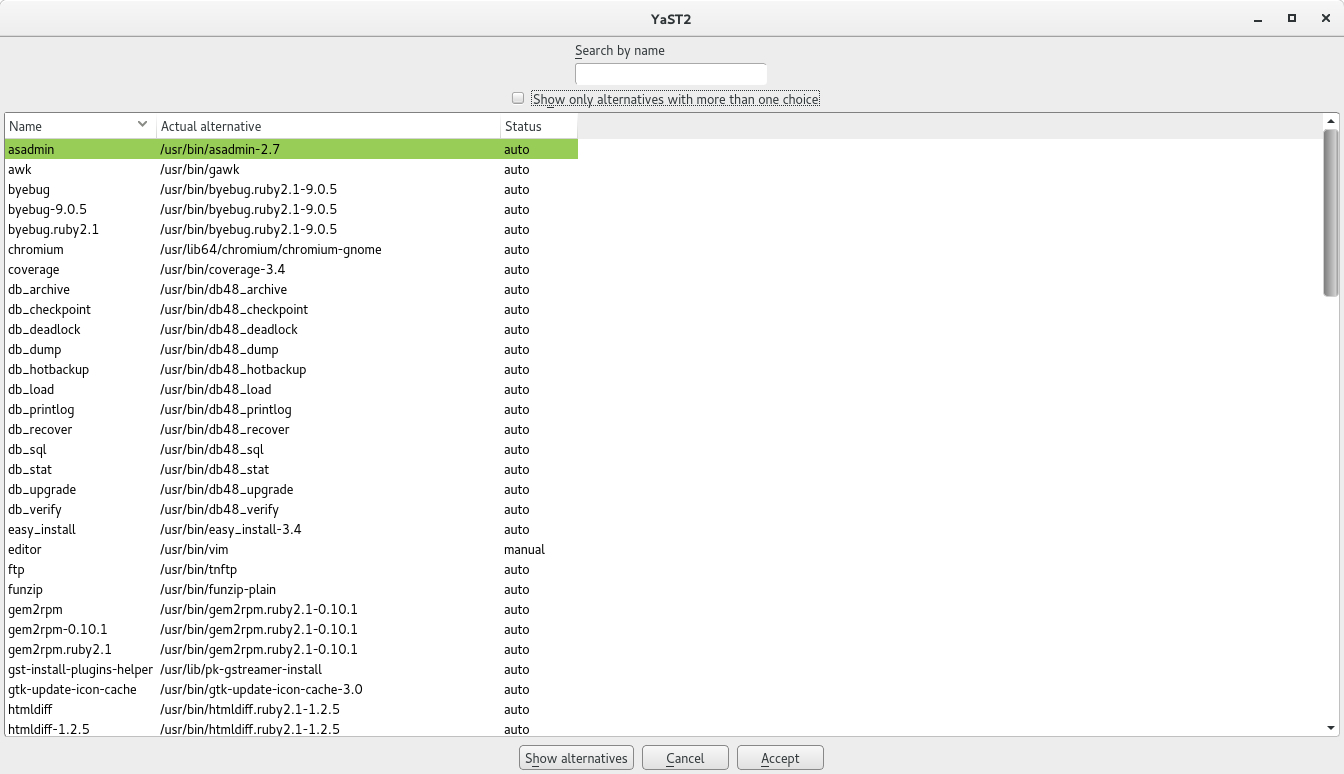 YaST2
Search by name
Show only alternatives with more than one choice
Name Actual alternative Status
asadmin /usr/bin/asadmin-2.7 auto
awk /usr/bin/gawk auto
byebug /usr/bin/byebug.ruby2.1-9.0.5 auto
byebug-9.0.5 /usr/bin/byebug.ruby2.1-9.0.5 auto
byebug.ruby2.1 /usr/bin/byebug.ruby2.1-9.0.5 auto
chromium /usr/lib64/chromium/chromium-gnome auto
coverage /usr/bin/coverage-3.4 auto
db_archive /usr/bin/db48_archive auto
db_checkpoint /usr/bin/db48_checkpoint auto
db_deadlock /usr/bin/db48_deadlock auto
db_dump /usr/bin/db48_dump auto
db_hotbackup /usr/bin/db48_hotbackup auto
db_load /usr/bin/db48_load auto
db_printlog /usr/bin/db48_printlog auto
db_recover /usr/bin/db48_recover auto
db_sql /usr/bin/db48_sql auto
db_stat /usr/bin/db48_stat auto
db_upgrade /usr/bin/db48_upgrade auto
db_verify /usr/bin/db48_verify auto
easy_install /usr/bin/easy_install-3.4 auto
editor /usr/bin/vim manual
ftp /usr/bin/tnftp auto
funzip /usr/bin/funzip-plain auto
gem2rpm /usr/bin/gem2rpm.ruby2.1-0.10.1 auto
gem2rpm-0.10.1 /usr/bin/gem2rpm.ruby2.1-0.10.1 auto
gem2rpm.ruby2.1 /usr/bin/gem2rpm.ruby2.1-0.10.1 auto
gst-install-plugins-helper /usr/lib/pk-gstreamer-install auto
gtk-update-icon-cache /usr/bin/gtk-update-icon-cache-3.0 auto
htmldiff /usr/bin/htmldiff.ruby2.1-1.2.5 auto
htmldiff-1.2.5 /usr/bin/htmldiff.ruby2.1-1.2.5 auto
Show alternatives Cancel Accept